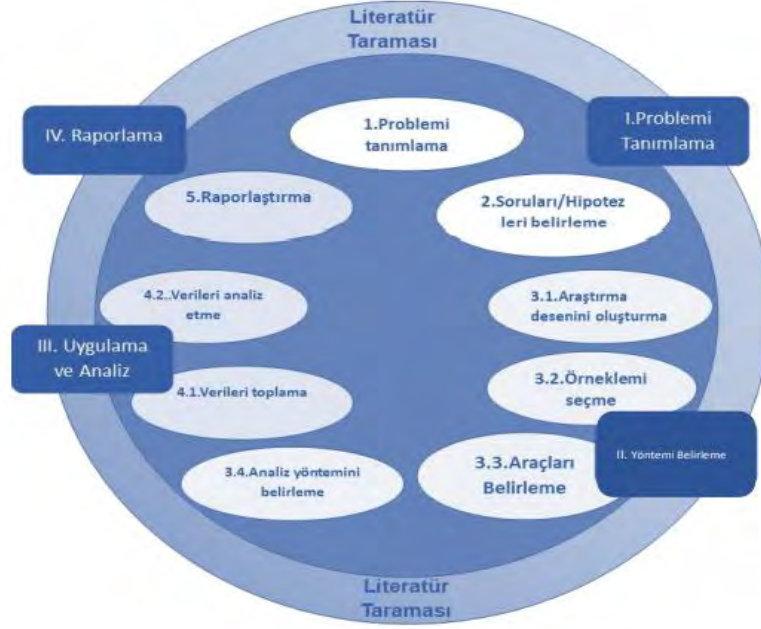 Literatür
Taraması
I.Problemi
Tanımlama
IV. Raporlama
1.Problemi
tanımlama
5.Raporlaştırma
2.Soruları/Hipotez
leri belirleme
4.2..Verileri analiz
etme
3.1.Araştırma
desenini oluşturma
III. Uygulama
ve Analiz
3.2.Örneklemi
seçme
4.1.Verileri toplama
II. Yöntemi Belirleme
3.3.Araçları
Belirleme
3.4.Analiz yöntemini
belirleme
Literatür
Taraması